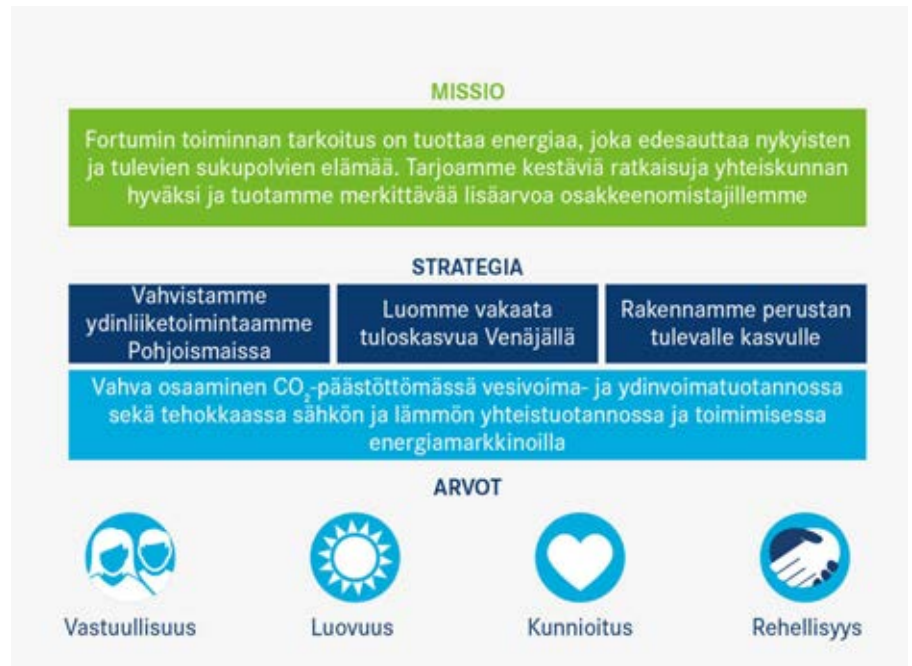 MISSIO
Fortumin toiminnan tarkoitus on tuottaa energiaa, joka edesauttaa nykyisten
ja tulevien sukupolvien elämää. Tarjoamme kestäviä ratkaisuja yhteiskunnan
hyväksi ja tuotamme merkittävää lisäarvoa osakkeenomistajillemme
STRATEGIA
Vahvistamme
ydinliiketoimintaamme
Pohjoismaissa
Luomme vakaata
tuloskasvua Venäjällä
Rakennamme perustan
tulevalle kasvulle
Vahva osaaminen CO₂-päästöttömässä vesivoima- ja ydinvoimatuotannossa
sekä tehokkaassa sähkön ja lämmön yhteistuotannossa ja toimimisessa
energiamarkkinoilla
ARVOT
Vastuullisuus
Luovuus
Kunnioitus
Rehellisyys